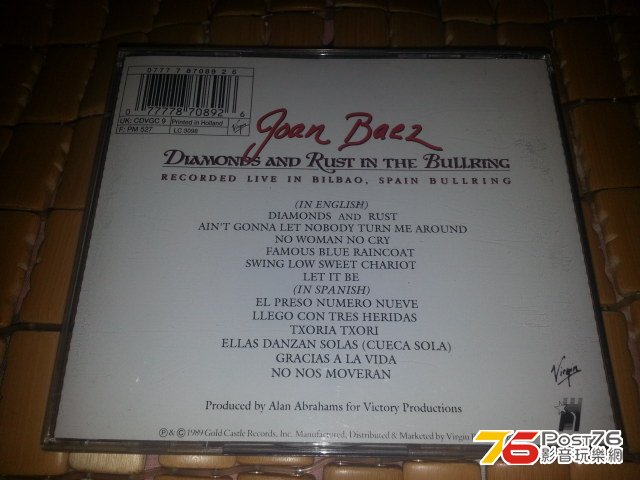 0777 7 87089 2 6
0 77778 70892 6
UK: CDVGC 9 Printed in Holland
F: PM 527 LC 3098
Virgin
Joan Baez
DIAMONDS AND RUST IN THE BULLRING
RECORDED LIVE IN BILBAO, SPAIN BULLRING
(IN ENGLISH)
DIAMONDS AND RUST
AIN'T GONNA LET NOBODY TURN ME AROUND
NO WOMAN NO CRY
FAMOUS BLUE RAINCOAT
SWING LOW SWEET CHARIOT
LET IT BE
(IN SPANISH)
EL PRESO NUMERO NUEVE
LLEGO CON TRES HERIDAS
TXORIA TXORI
ELLAS DANZAN SOLAS (CUECA SOLA)
GRACIAS A LA VIDA
NO NOS MOVERAN
Virgin
Produced by Alan Abrahams for Victory Productions
℗ & © 1989 Gold Castle Records, Inc. Manufactured, Distributed & Marketed by Virgin
76 Post76
影音玩樂網